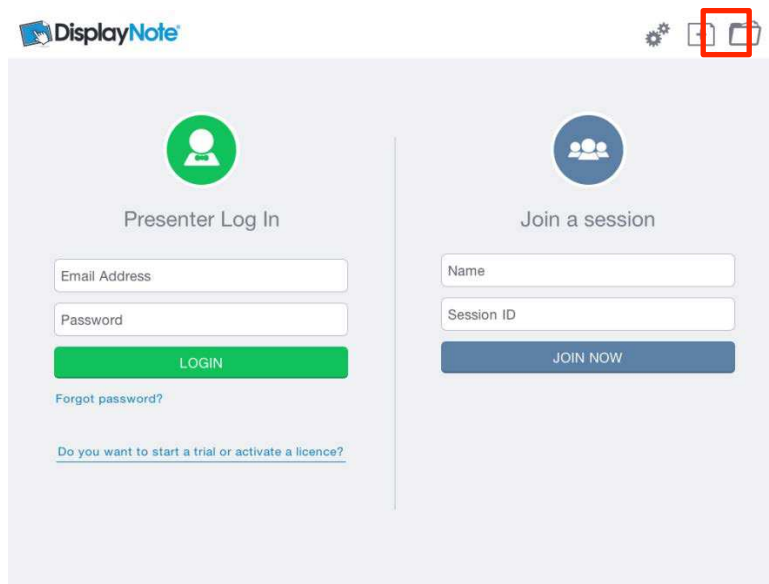 DisplayNote
Presenter Log In
Email Address
Password
LOGIN
Forgot password?
Do you want to start a trial or activate a licence?
Join a session
Name
Session ID
JOIN NOW